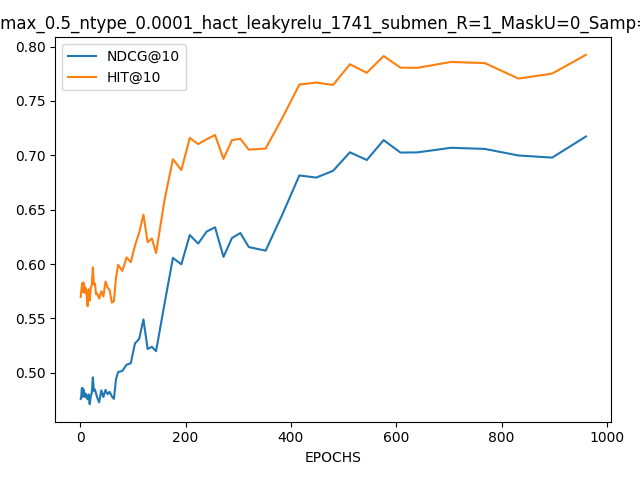 max_0.5_ntype_0.0001_hact_leakyrelu_1741_submen_R=1_MaskU=0_Samp=
NDCG@10
HIT@10
0.80
0.75
0.70
0.65
0.60
0.55
0.50
0 200 400 600 800 1000
EPOCHS